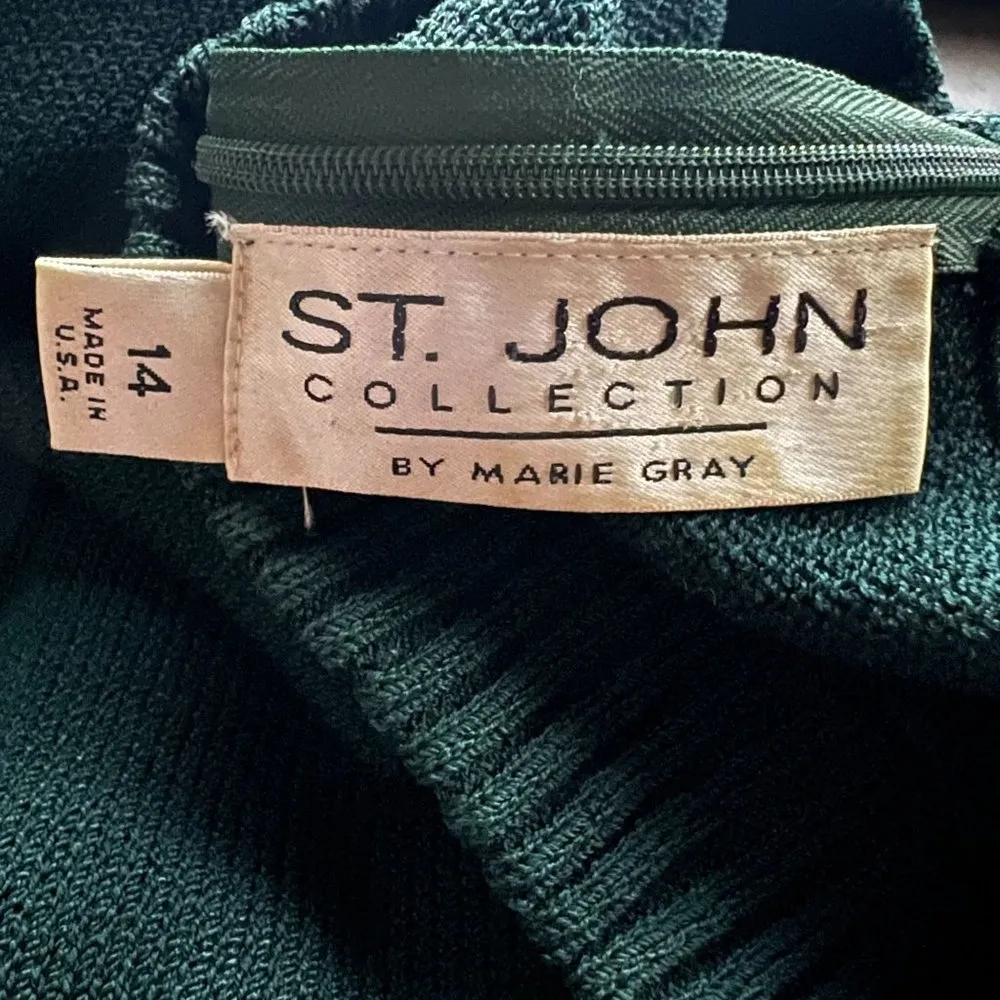 ST. JOHN
COLLECTION
BY MARIE GRAY
14
MADE IN
U.S.A.